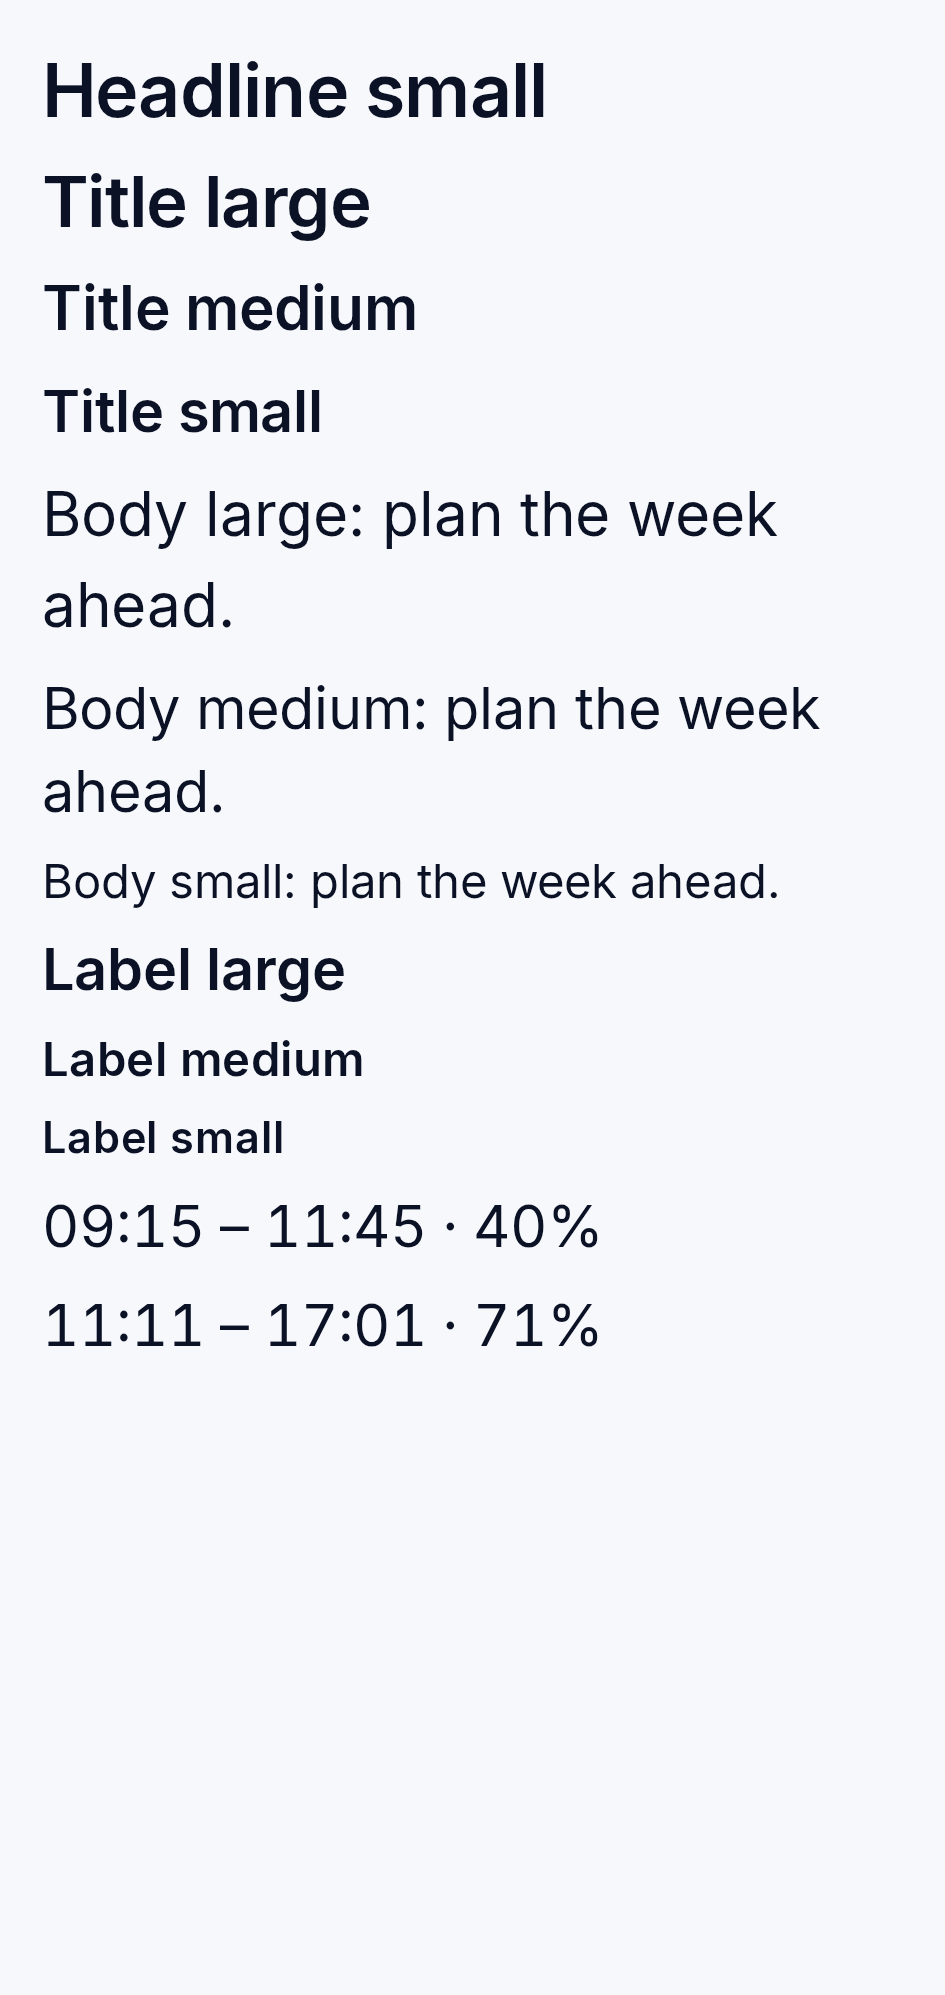 Headline small
Title large
Title medium
Title small
Body large: plan the week
ahead.
Body medium: plan the week
ahead.
Body small: plan the week ahead.
Label large
Label medium
Label small
09:15 – 11:45 · 40%
11:11 – 17:01 · 71%